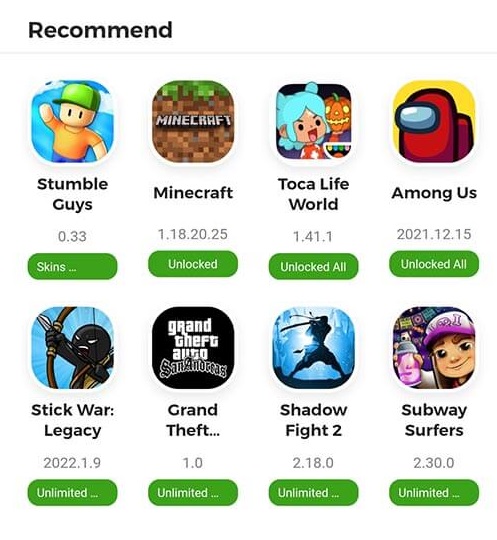 Recommend
MINECRAFT
Stumble
Guys
Minecraft
Toca Life
World
Among Us
0.33
1.18.20.25
1.41.1
2021.12.15
Skins ...
Unlocked
Unlocked All
Unlocked All
grand
theft
auto
San Andreas
Stick War:
Legacy
Grand
Theft...
Shadow
Fight 2
Subway
Surfers
2022.1.9
1.0
2.18.0
2.30.0
Unlimited ...
Unlimited ...
Unlimited ...
Unlimited ...